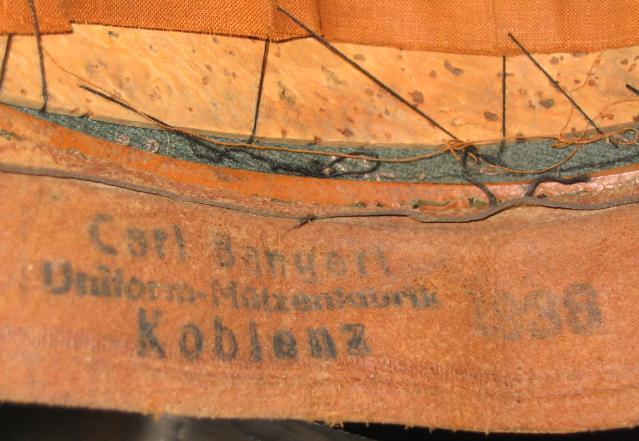 Carl Bangert
Uniform-Mützenfabrik
Koblenz
1938